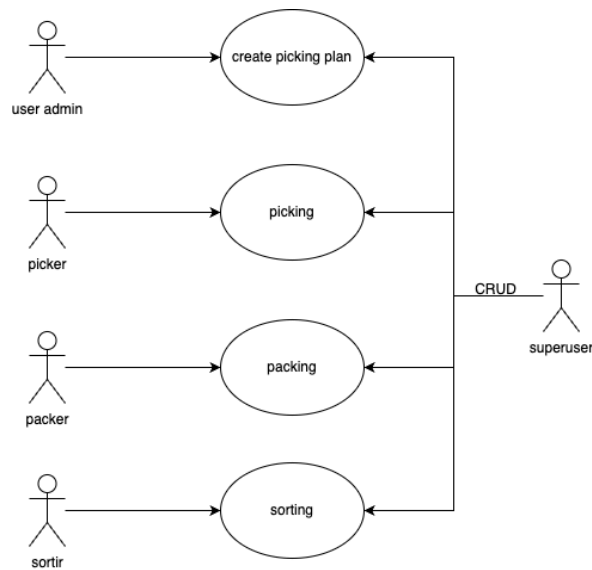 create picking plan
user admin
picking
picker
CRUD
superuser
packing
packer
sorting
sortir